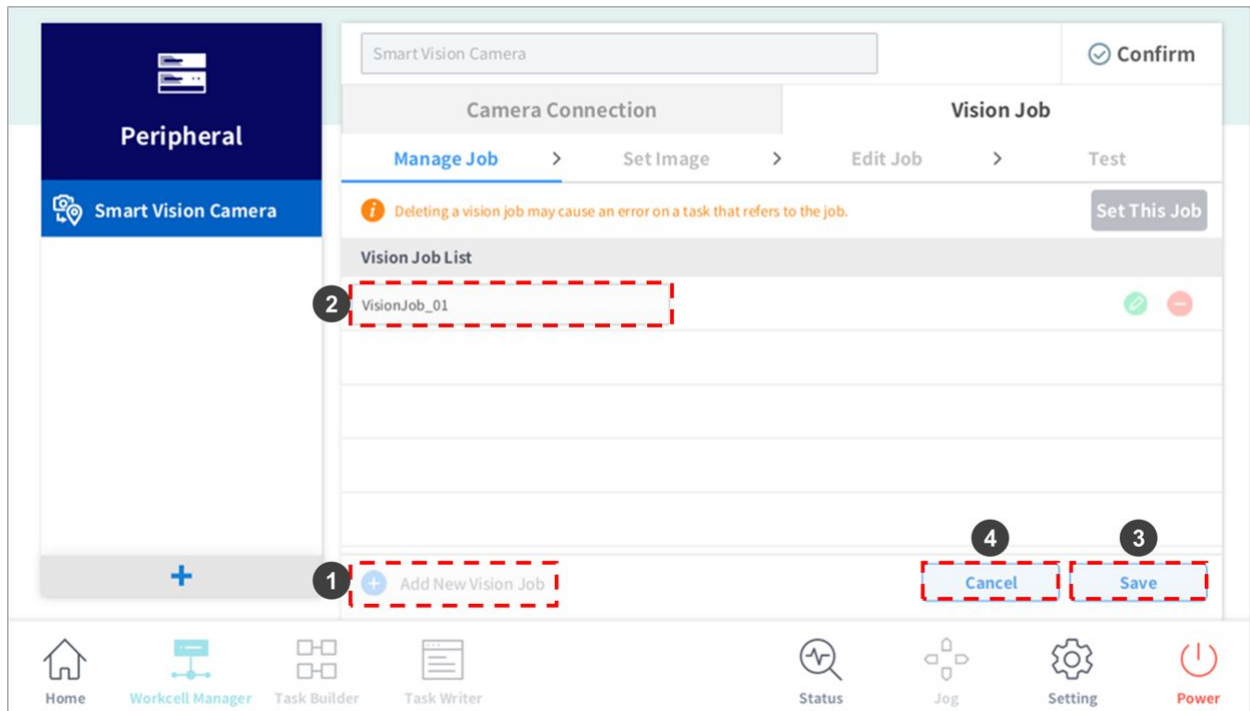 Peripheral
Smart Vision Camera
Smart Vision Camera
Confirm
Camera Connection
Vision Job
Manage Job > Set Image > Edit Job > Test
Deleting a vision job may cause an error on a task that refers to the job.
Set This Job
Vision Job List
2
VisionJob_01
4
3
1
Add New Vision Job
Cancel
Save
Home
Workcell Manager
Task Builder
Task Writer
Status
Jog
Setting
Power